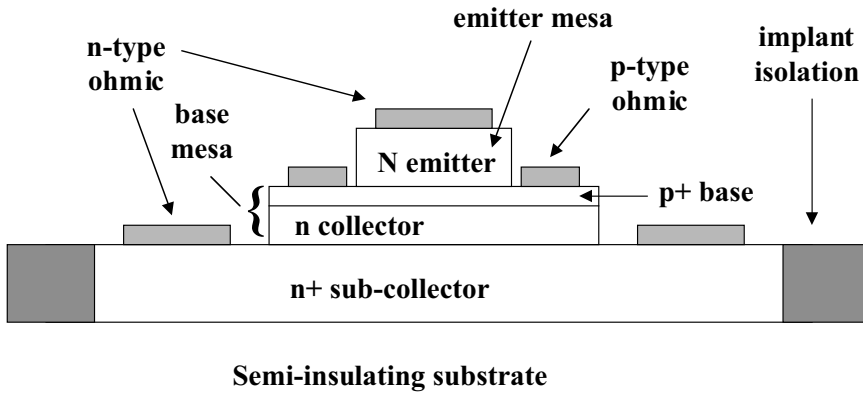 emitter mesa
n-type
ohmic
implant
isolation
p-type
ohmic
base
mesa
N emitter
p+ base
{
n collector
n+ sub-collector
Semi-insulating substrate